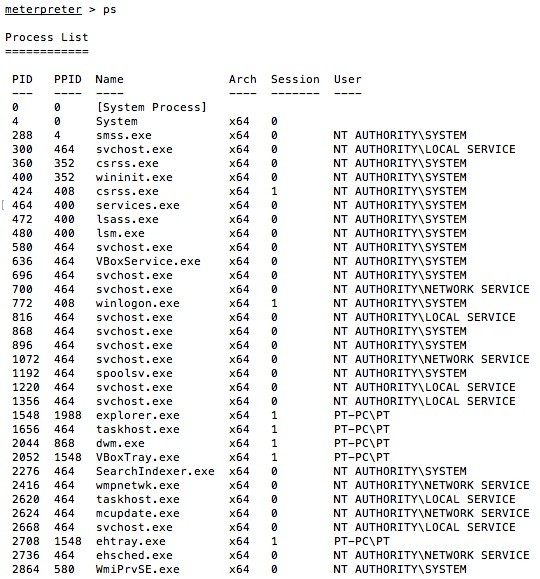 meterpreter > ps
Process List
============
PID PPID Name Arch Session User
--- ---- ---- ---- ------- ----
0 0 [System Process]
4 0 System x64 0
288 4 smss.exe x64 0 NT AUTHORITY\SYSTEM
300 464 svchost.exe x64 0 NT AUTHORITY\LOCAL SERVICE
360 352 csrss.exe x64 0 NT AUTHORITY\SYSTEM
400 352 wininit.exe x64 0 NT AUTHORITY\SYSTEM
424 408 csrss.exe x64 1 NT AUTHORITY\SYSTEM
[ 464 400 services.exe x64 0 NT AUTHORITY\SYSTEM
472 400 lsass.exe x64 0 NT AUTHORITY\SYSTEM
480 400 lsm.exe x64 0 NT AUTHORITY\SYSTEM
580 464 svchost.exe x64 0 NT AUTHORITY\SYSTEM
636 464 VBoxService.exe x64 0 NT AUTHORITY\SYSTEM
696 464 svchost.exe x64 0 NT AUTHORITY\SYSTEM
700 464 svchost.exe x64 0 NT AUTHORITY\NETWORK SERVICE
772 408 winlogon.exe x64 1 NT AUTHORITY\SYSTEM
816 464 svchost.exe x64 0 NT AUTHORITY\LOCAL SERVICE
868 464 svchost.exe x64 0 NT AUTHORITY\SYSTEM
896 464 svchost.exe x64 0 NT AUTHORITY\SYSTEM
1072 464 svchost.exe x64 0 NT AUTHORITY\NETWORK SERVICE
1192 464 spoolsv.exe x64 0 NT AUTHORITY\SYSTEM
1220 464 svchost.exe x64 0 NT AUTHORITY\LOCAL SERVICE
1356 464 svchost.exe x64 0 NT AUTHORITY\LOCAL SERVICE
1548 1988 explorer.exe x64 1 PT-PC\PT
1656 464 taskhost.exe x64 1 PT-PC\PT
2044 868 dwm.exe x64 1 PT-PC\PT
2052 1548 VBoxTray.exe x64 1 PT-PC\PT
2276 464 SearchIndexer.exe x64 0 NT AUTHORITY\SYSTEM
2416 464 wmpnetwk.exe x64 0 NT AUTHORITY\NETWORK SERVICE
2620 464 taskhost.exe x64 0 NT AUTHORITY\LOCAL SERVICE
2624 464 mcupdate.exe x64 0 NT AUTHORITY\NETWORK SERVICE
2668 464 svchost.exe x64 0 NT AUTHORITY\LOCAL SERVICE
2708 1548 ehtray.exe x64 1 PT-PC\PT
2736 464 ehsched.exe x64 0 NT AUTHORITY\NETWORK SERVICE
2864 580 WmiPrvSE.exe x64 0 NT AUTHORITY\SYSTEM